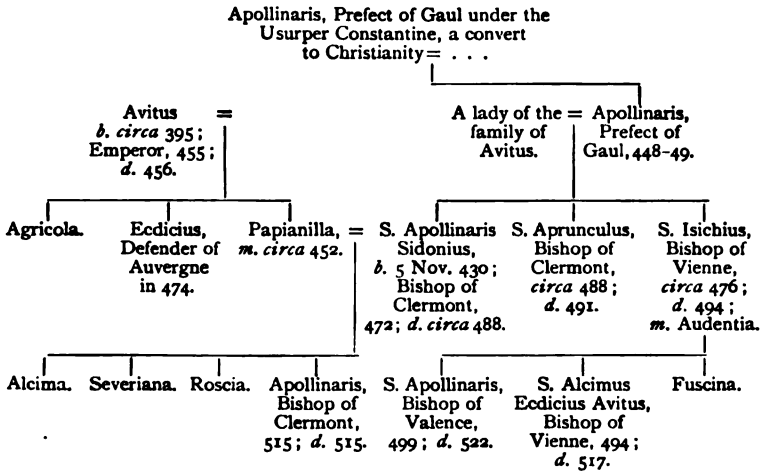 Apollinaris, Prefect of Gaul under the
Usurper Constantine, a convert
to Christianity = . . .
Avitus =
b. circa 395;
Emperor, 455;
d. 456.
A lady of the = Apollinaris,
family of Prefect of
Avitus. Gaul, 448-49.
Agricola.
Ecdicius,
Defender of
Auvergne
in 474.
Papianilla, =
m. circa 452.
S. Apollinaris
Sidonius,
b. 5 Nov. 430;
Bishop of
Clermont,
472; d. circa 488.
S. Aprunculus,
Bishop of
Clermont,
circa 488;
d. 491.
S. Isichius,
Bishop of
Vienne,
circa 476;
d. 494;
m. Audentia.
Alcima.
Severiana.
Roscia.
Apollinaris,
Bishop of
Clermont,
515; d. 515.
S. Apollinaris,
Bishop of
Valence,
499; d. 522.
S. Alcimus
Ecdicius Avitus,
Bishop of
Vienne, 494;
d. 517.
Fuscina.